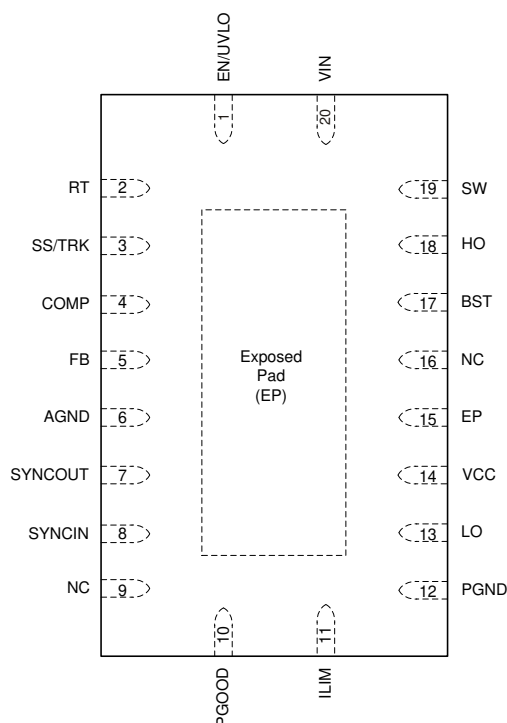 EN/UVLO
VIN
1
20
RT 2
19 SW
SS/TRK 3
18 HO
COMP 4
17 BST
FB 5
16 NC
Exposed
Pad
(EP)
AGND 6
15 EP
SYNCOUT 7
14 VCC
SYNCIN 8
13 LO
NC 9
12 PGND
10
11
PGOOD
ILIM